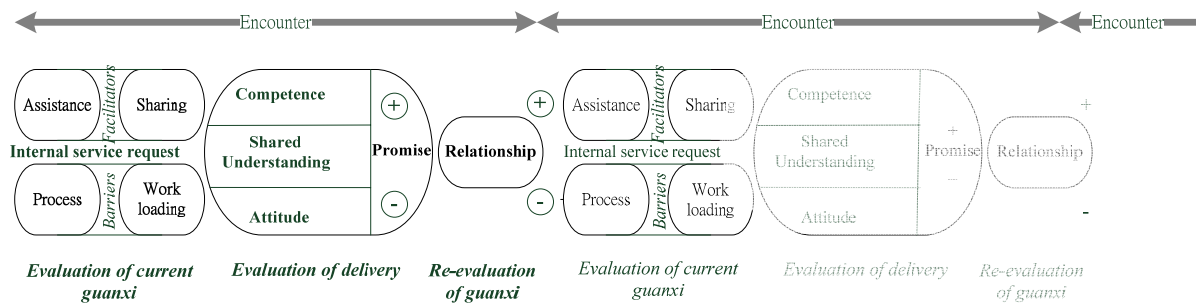 Encounter
Encounter
Encounter
Assistance
Facilitators
Sharing
Internal service request
Process
Barriers
Work
loading
Competence
Shared
Understanding
Attitude
+
Promise
-
Relationship
+
-
Assistance
Facilitators
Sharing
Internal service request
Process
Barriers
Work
loading
Competence
Shared
Understanding
Attitude
+
Promise
-
Relationship
+
-
Evaluation of current
guanxi
Evaluation of delivery
Re-evaluation
of guanxi
Evaluation of current
guanxi
Evaluation of delivery
Re-evaluation
of guanxi